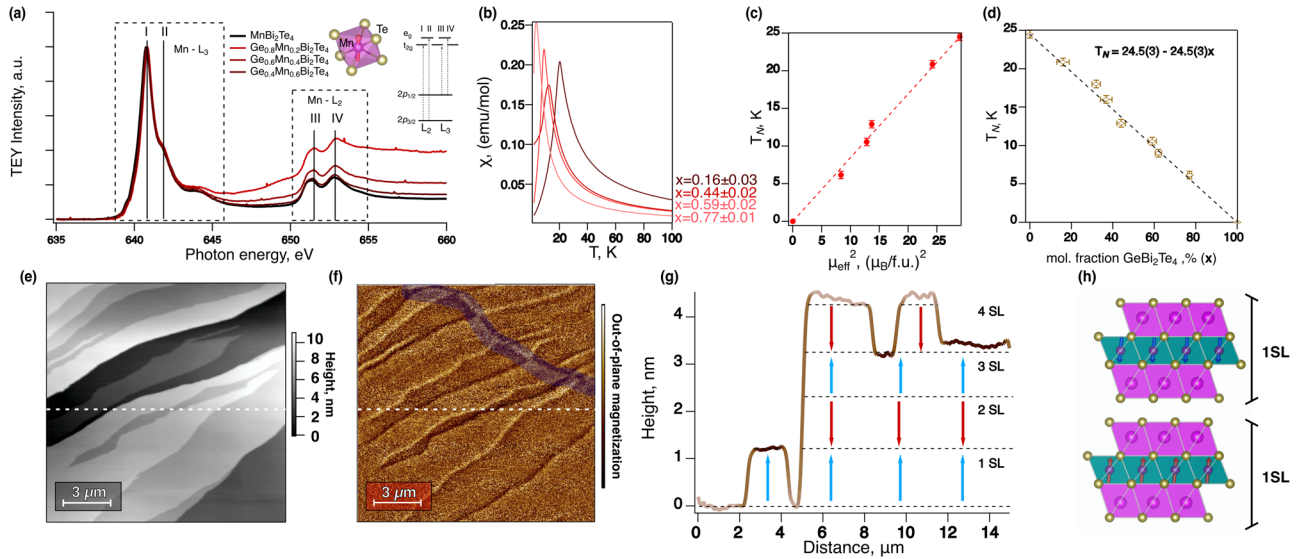 (a)
TEY Intensity, a.u.
I
II
Mn - L₃
MnBi₂Te₄
Ge₀.₈Mn₀.₂Bi₂Te₄
Ge₀.₆Mn₀.₄Bi₂Te₄
Ge₀.₄Mn₀.₆Bi₂Te₄
Te
Mn
I II III IV
e_g
t₂g
2p₁/₂
2p₃/₂
L₂ L₃
Mn - L₂
III IV
635 640 645 650 655 660
Photon energy, eV
(b)
χ, (emu/mol)
0.25
0.20
0.15
0.10
0.05
20 40 60 80 100
T, K
x=0.16±0.03
x=0.44±0.02
x=0.59±0.02
x=0.77±0.01
(c)
T_N, K
25
20
15
10
5
0
0 5 10 15 20 25
μ_eff², (μ_B/f.u.)²
(d)
T_N = 24.5(3) - 24.5(3)x
T_N, K
25
20
15
10
5
0
0 20 40 60 80 100
mol. fraction GeBi₂Te₄ ,% (x)
(e)
3 μm
10
8
6
4
2
0
Height, nm
(f)
3 μm
Out-of-plane magnetization
(g)
Height, nm
4
3
2
1
0
4 SL
3 SL
2 SL
1 SL
0 2 4 6 8 10 12 14
Distance, μm
(h)
1SL
1SL